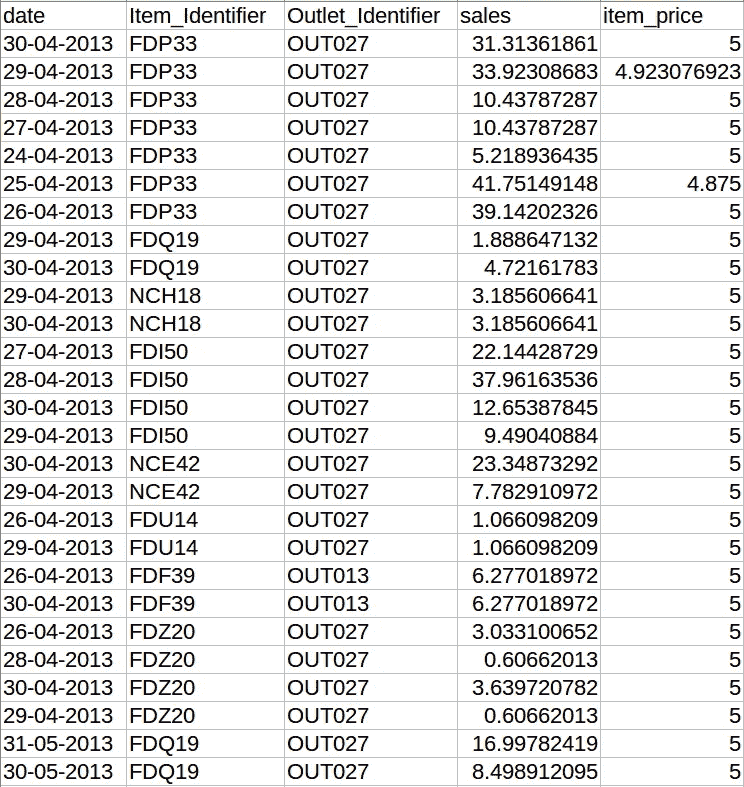 date Item_Identifier Outlet_Identifier sales item_price
30-04-2013 FDP33 OUT027 31.31361861 5
29-04-2013 FDP33 OUT027 33.92308683 4.923076923
28-04-2013 FDP33 OUT027 10.43787287 5
27-04-2013 FDP33 OUT027 10.43787287 5
24-04-2013 FDP33 OUT027 5.218936435 5
25-04-2013 FDP33 OUT027 41.75149148 4.875
26-04-2013 FDP33 OUT027 39.14202326 5
29-04-2013 FDQ19 OUT027 1.888647132 5
30-04-2013 FDQ19 OUT027 4.72161783 5
29-04-2013 NCH18 OUT027 3.185606641 5
30-04-2013 NCH18 OUT027 3.185606641 5
27-04-2013 FDI50 OUT027 22.14428729 5
28-04-2013 FDI50 OUT027 37.96163536 5
30-04-2013 FDI50 OUT027 12.65387845 5
29-04-2013 FDI50 OUT027 9.49040884 5
30-04-2013 NCE42 OUT027 23.34873292 5
29-04-2013 NCE42 OUT027 7.782910972 5
26-04-2013 FDU14 OUT027 1.066098209 5
29-04-2013 FDU14 OUT027 1.066098209 5
26-04-2013 FDF39 OUT013 6.277018972 5
30-04-2013 FDF39 OUT013 6.277018972 5
26-04-2013 FDZ20 OUT027 3.033100652 5
28-04-2013 FDZ20 OUT027 0.60662013 5
30-04-2013 FDZ20 OUT027 3.639720782 5
29-04-2013 FDZ20 OUT027 0.60662013 5
31-05-2013 FDQ19 OUT027 16.99782419 5
30-05-2013 FDQ19 OUT027 8.498912095 5